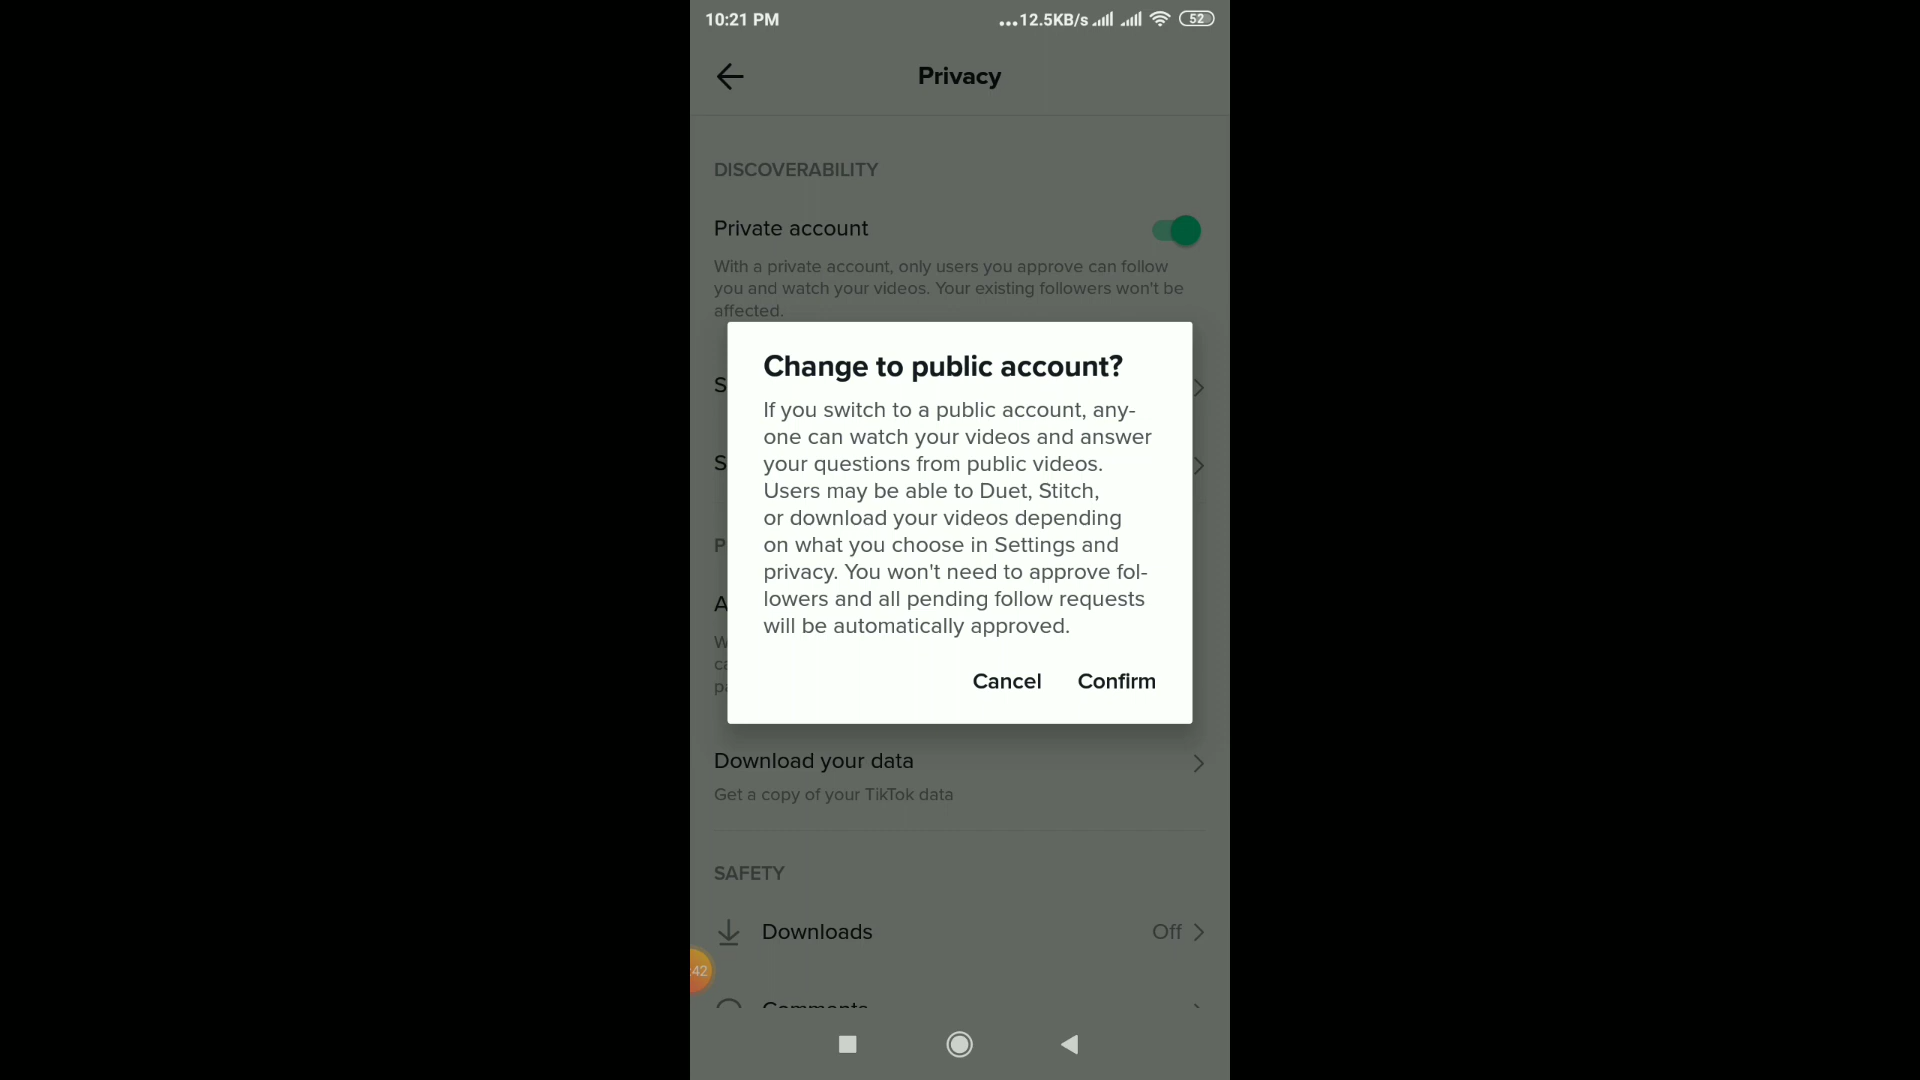 10:21 PM
...12.5KB/s
52
Privacy
DISCOVERABILITY
Private account
With a private account, only users you approve can follow
you and watch your videos. Your existing followers won't be
affected.
Change to public account?
If you switch to a public account, any-
one can watch your videos and answer
your questions from public videos.
Users may be able to Duet, Stitch,
or download your videos depending
on what you choose in Settings and
privacy. You won't need to approve fol-
lowers and all pending follow requests
will be automatically approved.
Cancel Confirm
Download your data
Get a copy of your TikTok data
SAFETY
Downloads Off
:42
Comments